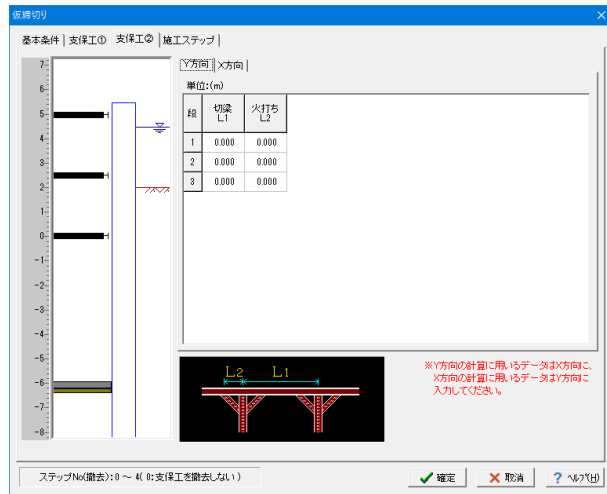 仮締切り
基本条件 支保工① 支保工② 施工ステップ
Y方向 X方向
単位:(m)
段 切梁 L1 火打ち L2
1 0.000 0.000
2 0.000 0.000
3 0.000 0.000
7
6
5
4
3
2
1
0
-1
-2
-3
-4
-5
-6
-7
-8
L2 L1
※Y方向の計算に用いるデータはX方向に、
X方向の計算に用いるデータはY方向に
入力してください。
ステップNo(撤去):0 ～ 4( 0:支保工を撤去しない )
確定 取消 ? ヘルプ(H)